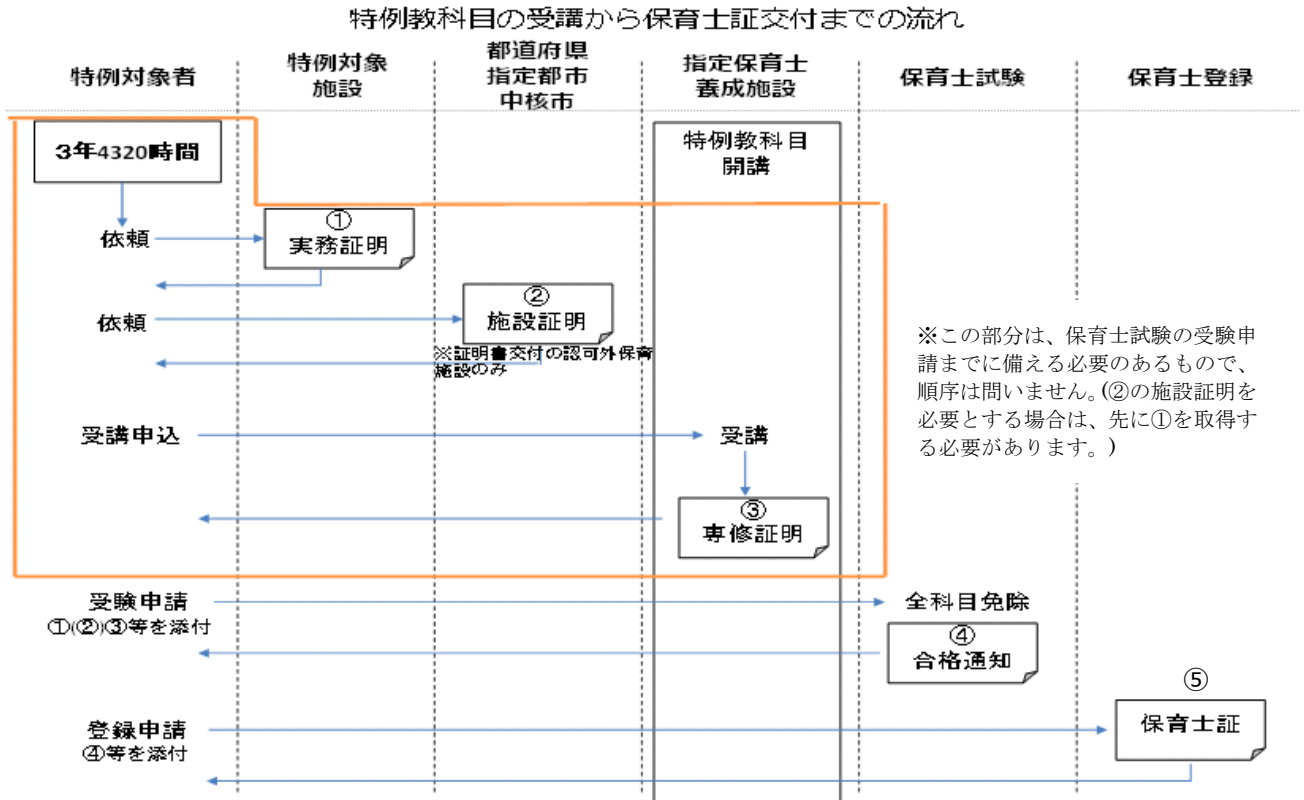 特例教科目の受講から保育士証交付までの流れ
特例対象者
特例対象
施設
都道府県
指定都市
中核市
指定保育士
養成施設
保育士試験
保育士登録
3年4320時間
特例教科目
開講
依頼
①
実務証明
依頼
②
施設証明
※証明書交付の認可外保育
施設のみ
※この部分は、保育士試験の受験申
請までに備える必要のあるもので、
順序は問いません。(②の施設証明を
必要とする場合は、先に①を取得す
る必要があります。)
受講申込
受講
③
専修証明
受験申請
①(②)③等を添付
全科目免除
④
合格通知
登録申請
④等を添付
⑤
保育士証